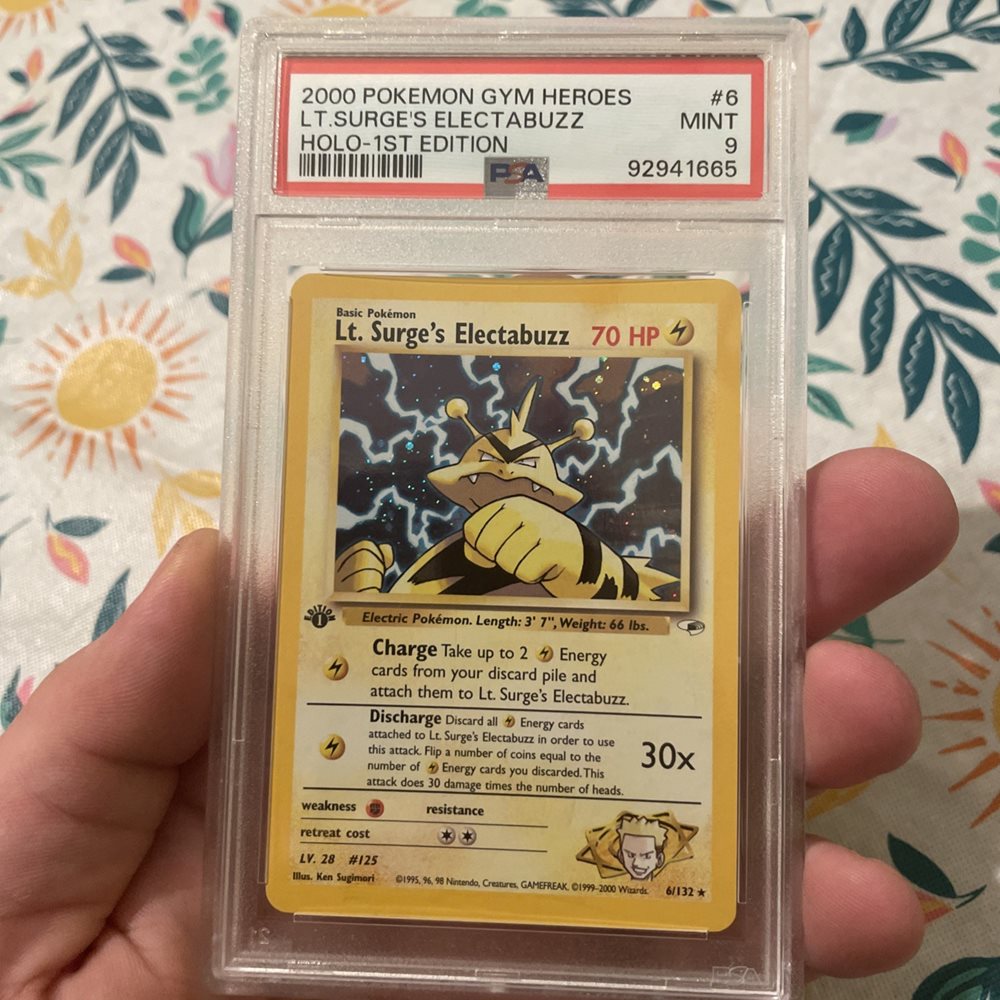 2000 POKEMON GYM HEROES #6
LT.SURGE'S ELECTABUZZ MINT
HOLO-1ST EDITION 9
PSA 92941665
Basic Pokémon
Lt. Surge's Electabuzz 70 HP
EDITION
1
Electric Pokémon. Length: 3' 7", Weight: 66 lbs.
Charge Take up to 2 Energy
cards from your discard pile and
attach them to Lt. Surge's Electabuzz.
Discharge Discard all Energy cards
attached to Lt. Surge's Electabuzz in order to use
this attack. Flip a number of coins equal to the
number of Energy cards you discarded. This
attack does 30 damage times the number of heads.
30x
weakness resistance
retreat cost
LV. 28 #125
Illus. Ken Sugimori ©1995, 96, 98 Nintendo, Creatures, GAMEFREAK. ©1999-2000 Wizards. 6/132 ★
PSA